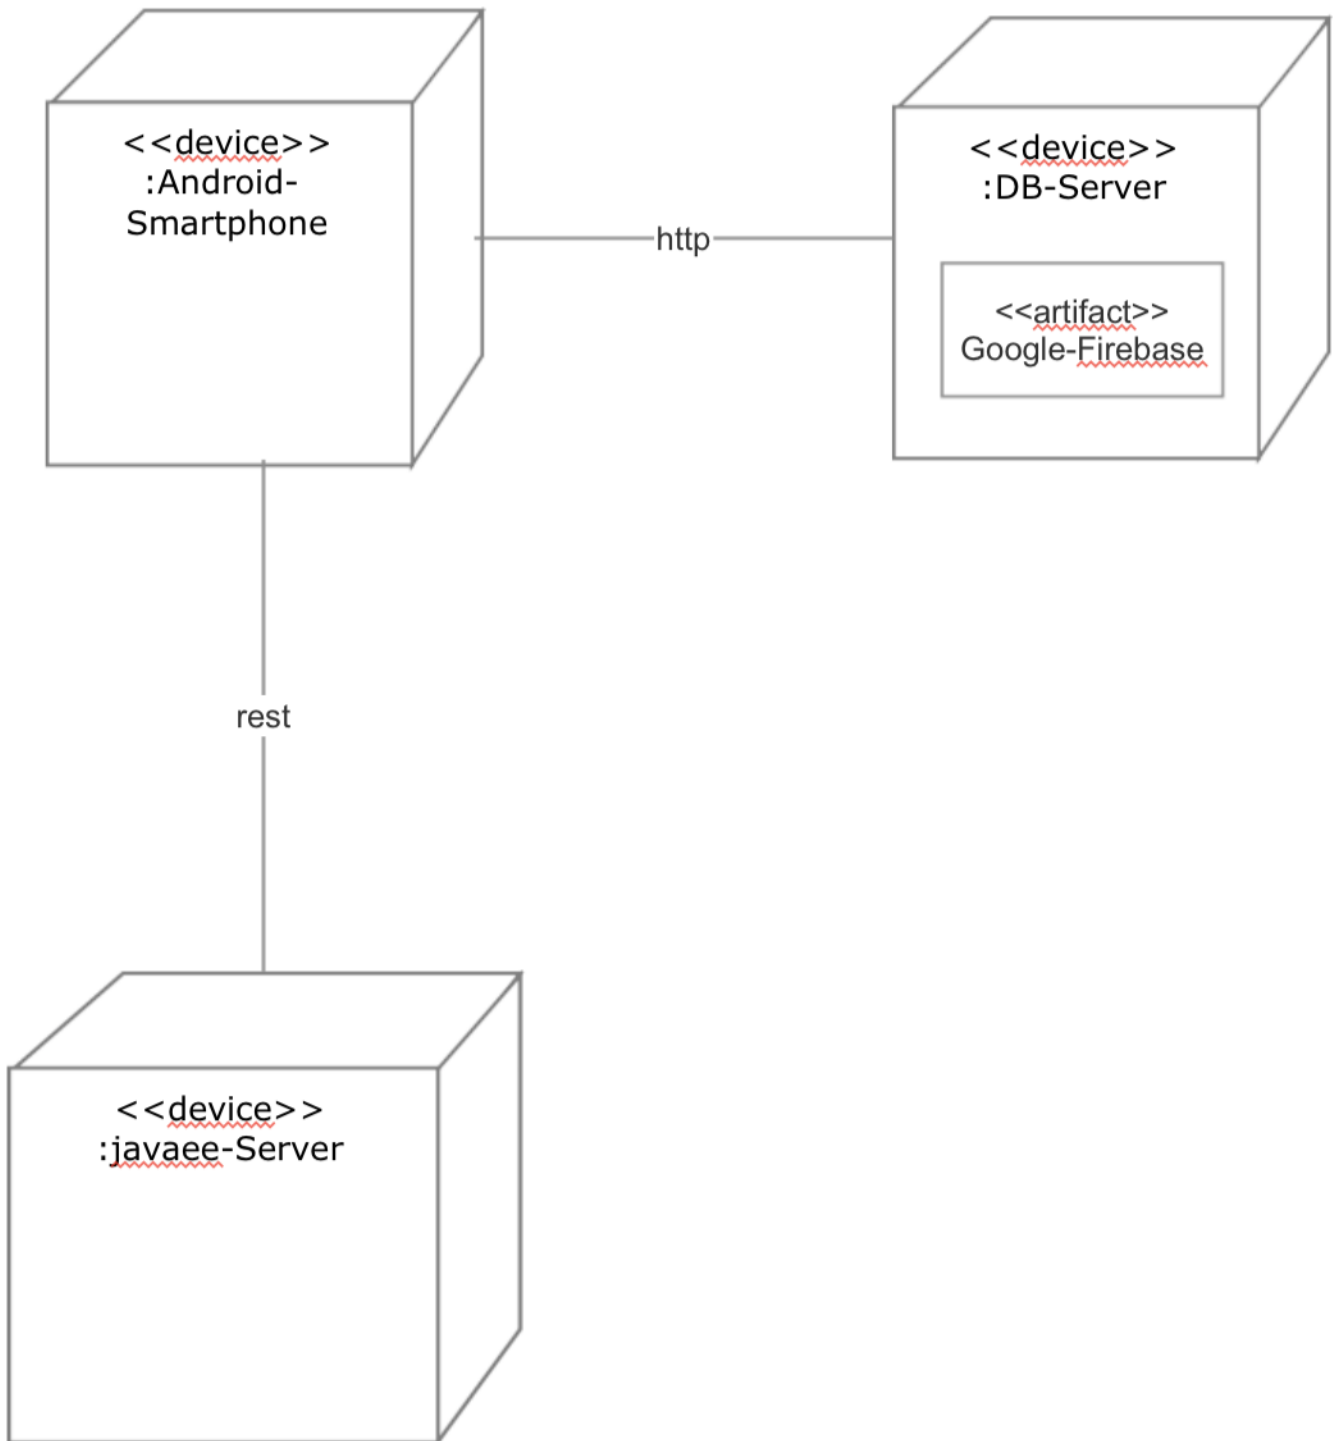 <<device>>
:Android-
Smartphone
http
<<device>>
:DB-Server
<<artifact>>
Google-Firebase
rest
<<device>>
:javaee-Server